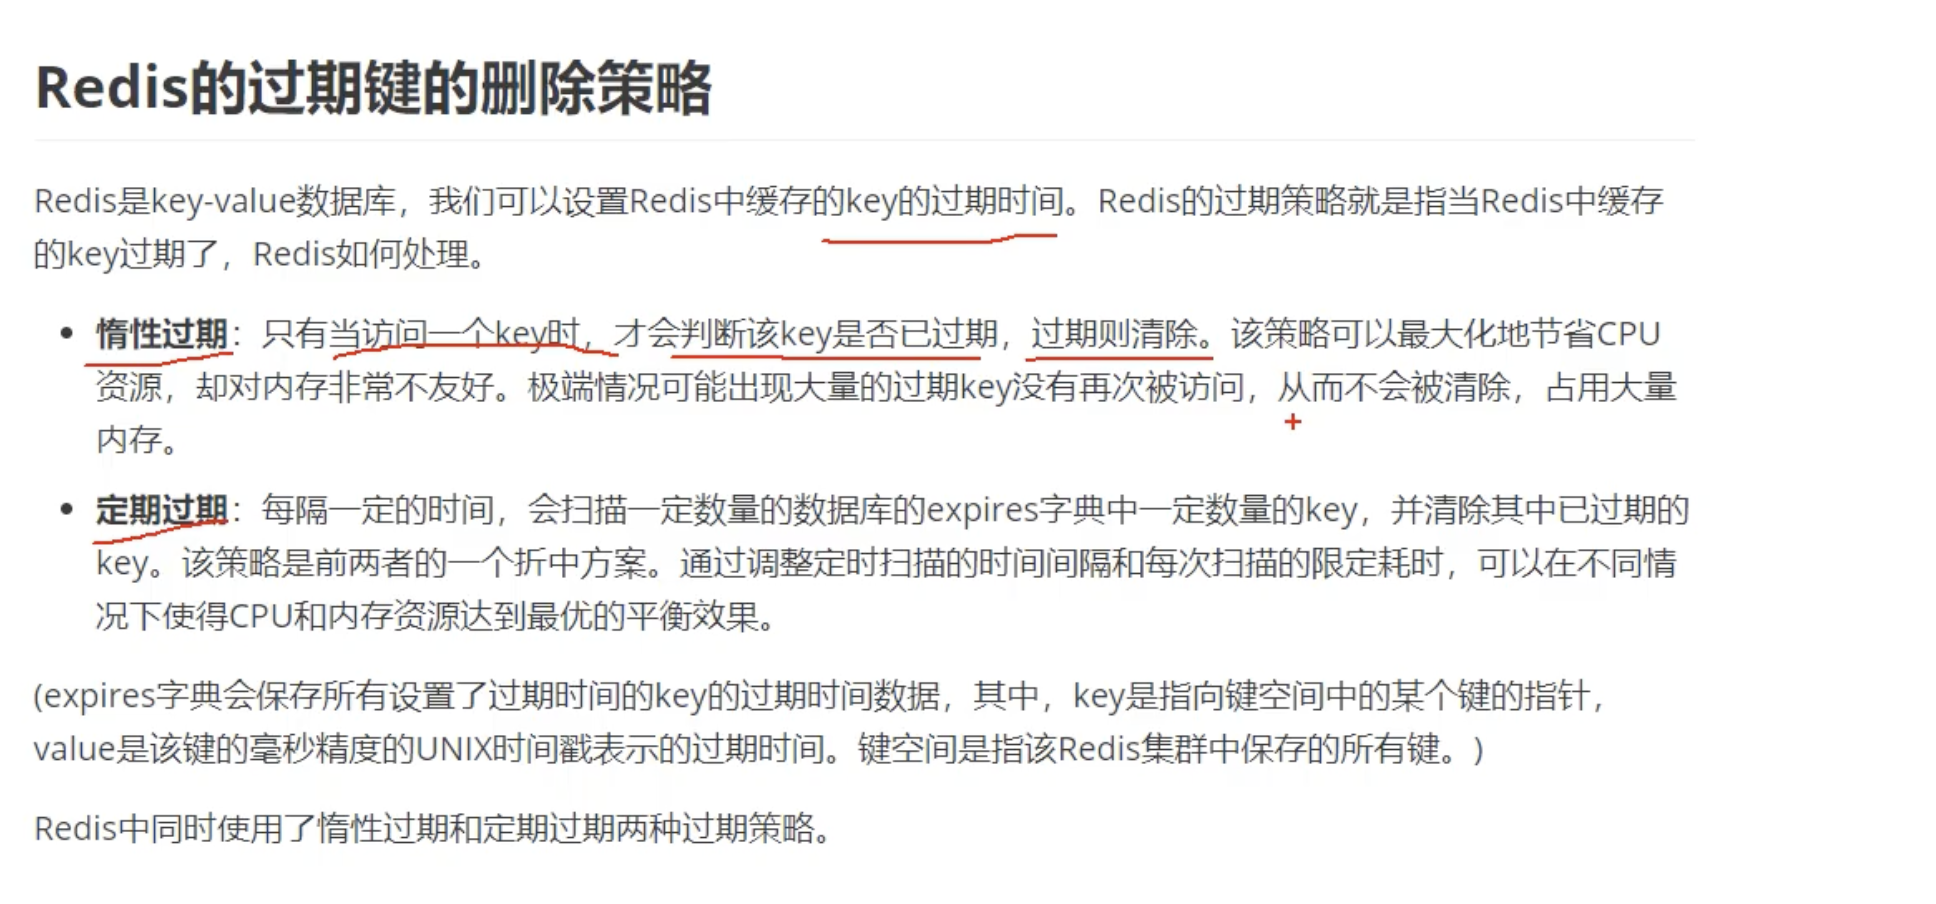 Redis的过期键的删除策略
Redis是key-value数据库，我们可以设置Redis中缓存的key的过期时间。Redis的过期策略就是指当Redis中缓存
的key过期了，Redis如何处理。
• 惰性过期：只有当访问一个key时，才会判断该key是否已过期，过期则清除。该策略可以最大化地节省CPU
资源，却对内存非常不友好。极端情况可能出现大量的过期key没有再次被访问，从而不会被清除，占用大量
内存。
• 定期过期：每隔一定的时间，会扫描一定数量的数据库的expires字典中一定数量的key，并清除其中已过期的
key。该策略是前两者的一个折中方案。通过调整定时扫描的时间间隔和每次扫描的限定耗时，可以在不同情
况下使得CPU和内存资源达到最优的平衡效果。
(expires字典会保存所有设置了过期时间的key的过期时间数据，其中，key是指向键空间中的某个键的指针，
value是该键的毫秒精度的UNIX时间戳表示的过期时间。键空间是指该Redis集群中保存的所有键。)
Redis中同时使用了惰性过期和定期过期两种过期策略。